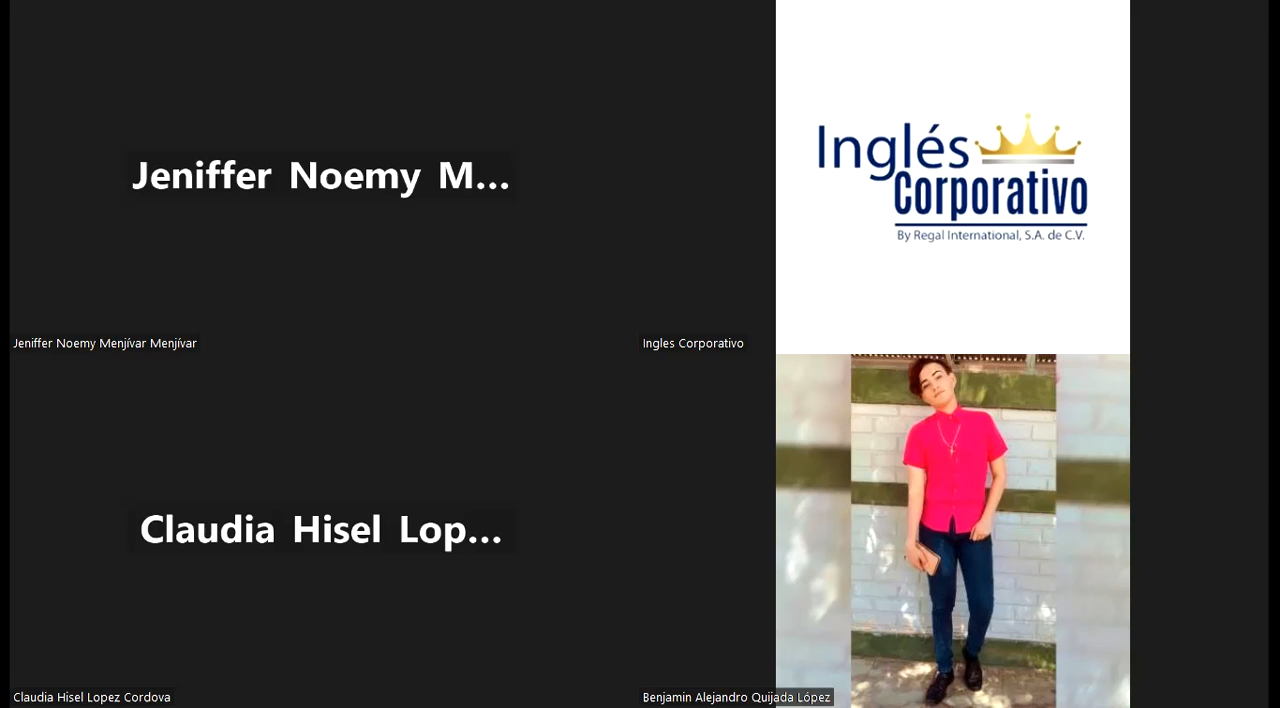 Jeniffer Noemy M...
Inglés
Corporativo
By Regal International, S.A. de C.V.
Jeniffer Noemy Menjívar Menjívar
Ingles Corporativo
Claudia Hisel Lop...
Claudia Hisel Lopez Cordova
Benjamin Alejandro Quijada López